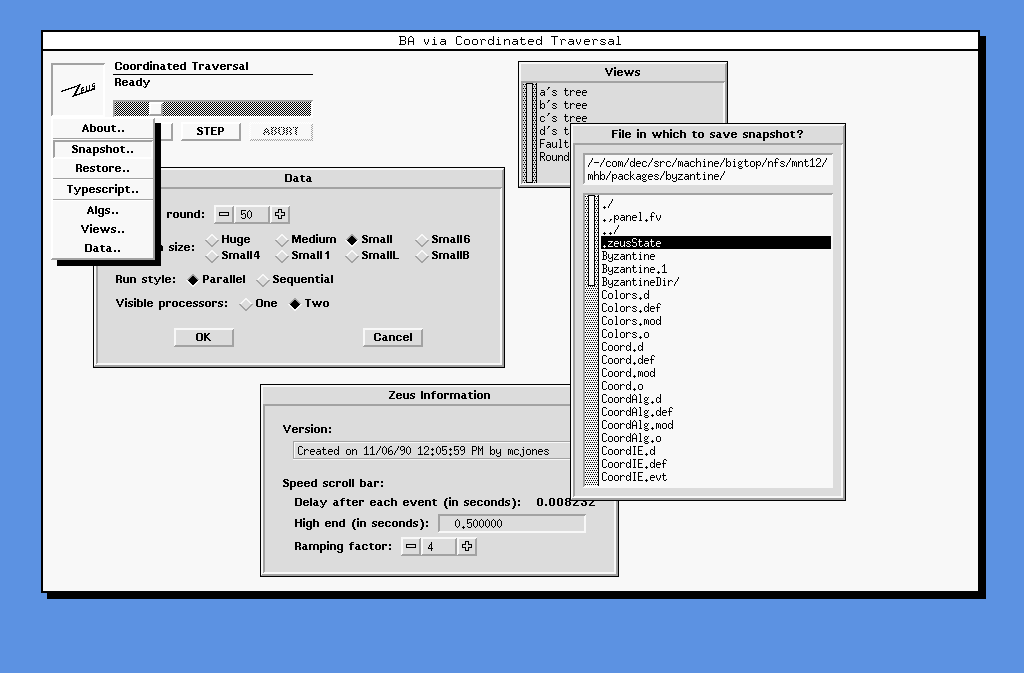 BA via Coordinated Traversal
Zeus
Coordinated Traversal
Ready
STEP
ABORT
About..
Snapshot..
Restore..
Typescript..
Algs..
Views..
Data..
Data
round:
50
size:
Huge
Medium
Small
Small6
Small4
Small1
SmallL
SmallB
Run style:
Parallel
Sequential
Visible processors:
One
Two
OK
Cancel
Views
a's tree
b's tree
c's tree
d's t
Fault
Round
File in which to save snapshot?
/-/com/dec/src/machine/bigtop/nfs/mnt12/
mhb/packages/byzantine/
./
.,panel.fv
../
.zeusState
Byzantine
Byzantine.1
ByzantineDir/
Colors.d
Colors.def
Colors.mod
Colors.o
Coord.d
Coord.def
Coord.mod
Coord.o
CoordAlg.d
CoordAlg.def
CoordAlg.mod
CoordAlg.o
CoordIE.d
CoordIE.def
CoordIE.evt
Zeus Information
Version:
Created on 11/06/90 12:05:59 PM by mcjones
Speed scroll bar:
Delay after each event (in seconds): 0.008232
High end (in seconds): 0.500000
Ramping factor: 4